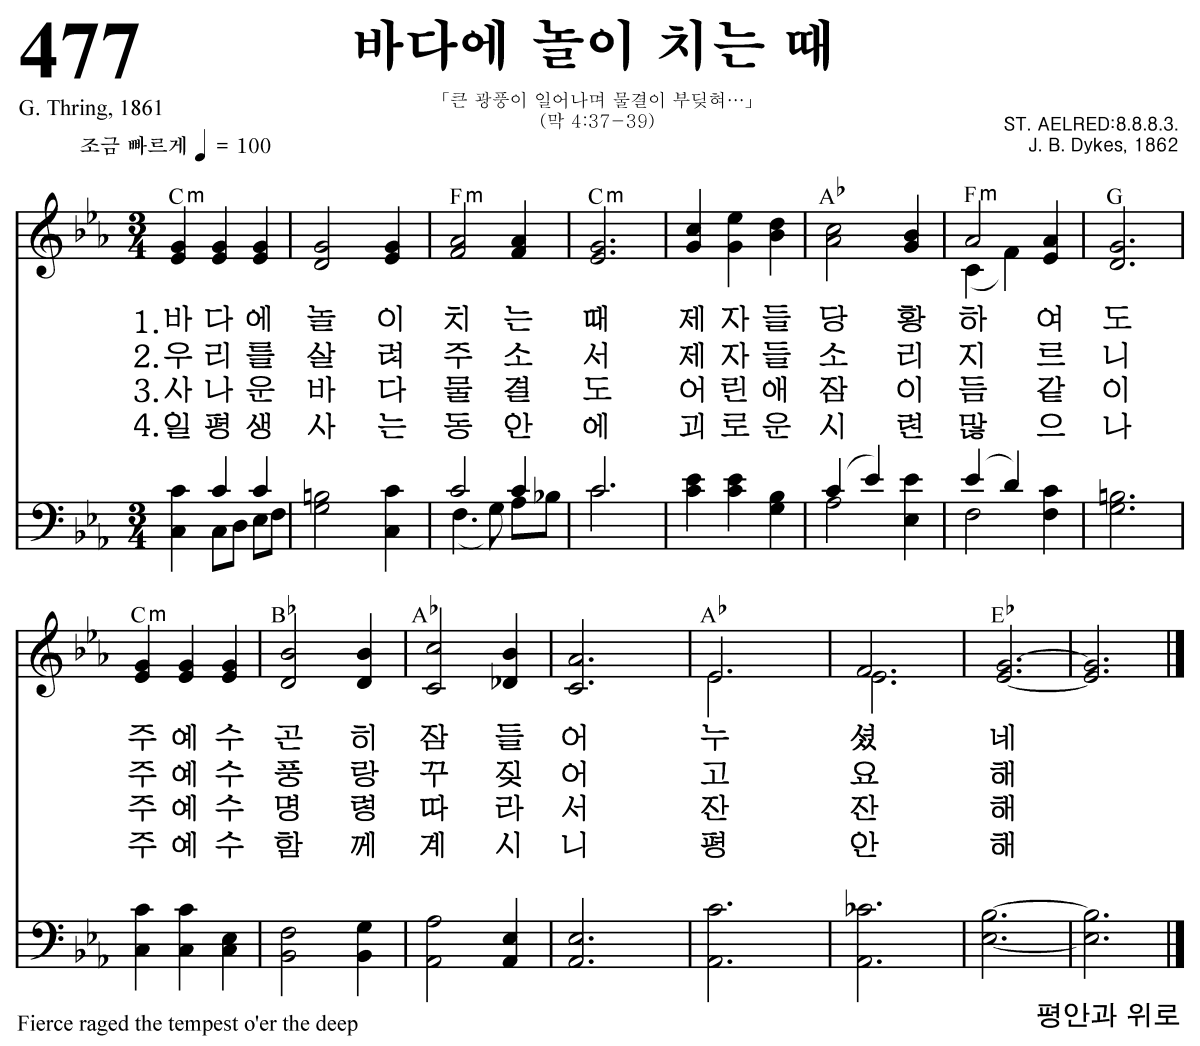 477
바다에 놀이 치는 때
「큰 광풍이 일어나며 물결이 부딪혀…」
(막 4:37-39)
G. Thring, 1861
조금 빠르게 ♩ = 100
ST. AELRED:8.8.8.3.
J. B. Dykes, 1862
Cm Fm Cm A♭ Fm G
1.바 다 에 놀 이 치 는 때 제 자 들 당 황 하 여 도
2.우 리 를 살 려 주 소 서 제 자 들 소 리 지 르 니
3.사 나 운 바 다 물 결 도 어 린 애 잠 이 듬 같 이
4.일 평 생 사 는 동 안 에 괴 로 운 시 련 많 으 나
Cm B♭ A♭ A♭ E♭
주 예 수 곤 히 잠 들 어 누 셨 네
주 예 수 풍 랑 꾸 짖 어 고 요 해
주 예 수 명 령 따 라 서 잔 잔 해
주 예 수 함 께 계 시 니 평 안 해
Fierce raged the tempest o'er the deep
평안과 위로